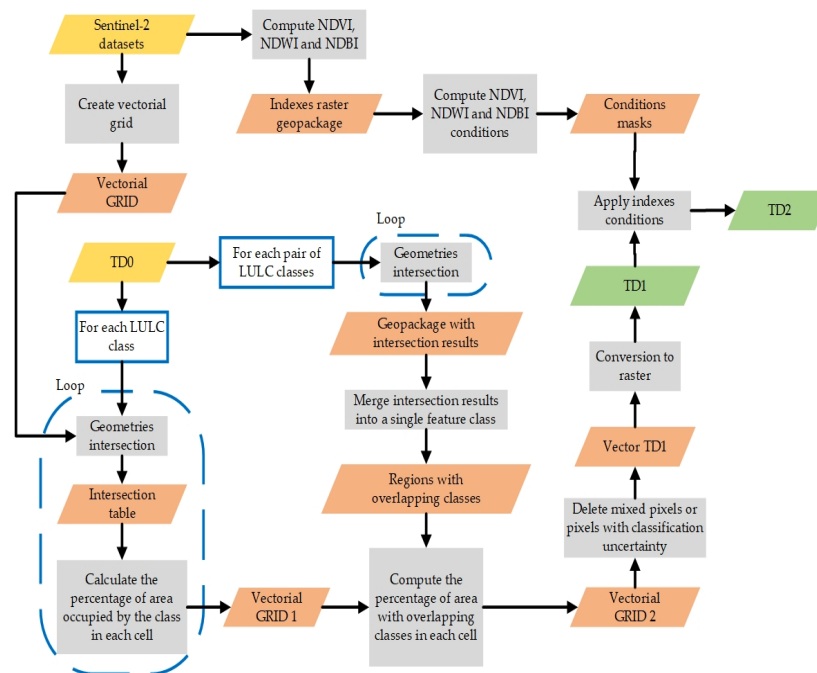 Sentinel-2
datasets
Compute NDVI,
NDWI and NDBI
Create vectorial
grid
Indexes raster
geopackage
Compute NDVI,
NDWI and NDBI
conditions
Conditions
masks
Vectorial
GRID
Apply indexes
conditions
TD2
Loop
TD0
For each pair of
LULC classes
Geometries
intersection
TD1
For each LULC
class
Geopackage with
intersection results
Conversion to
raster
Loop
Merge intersection results
into a single feature class
Geometries
intersection
Vector TD1
Intersection
table
Regions with
overlapping classes
Delete mixed pixels or
pixels with classification
uncertainty
Calculate the
percentage of area
occupied by the class
in each cell
Vectorial
GRID 1
Compute the
percentage of area
with overlapping
classes in each cell
Vectorial
GRID 2